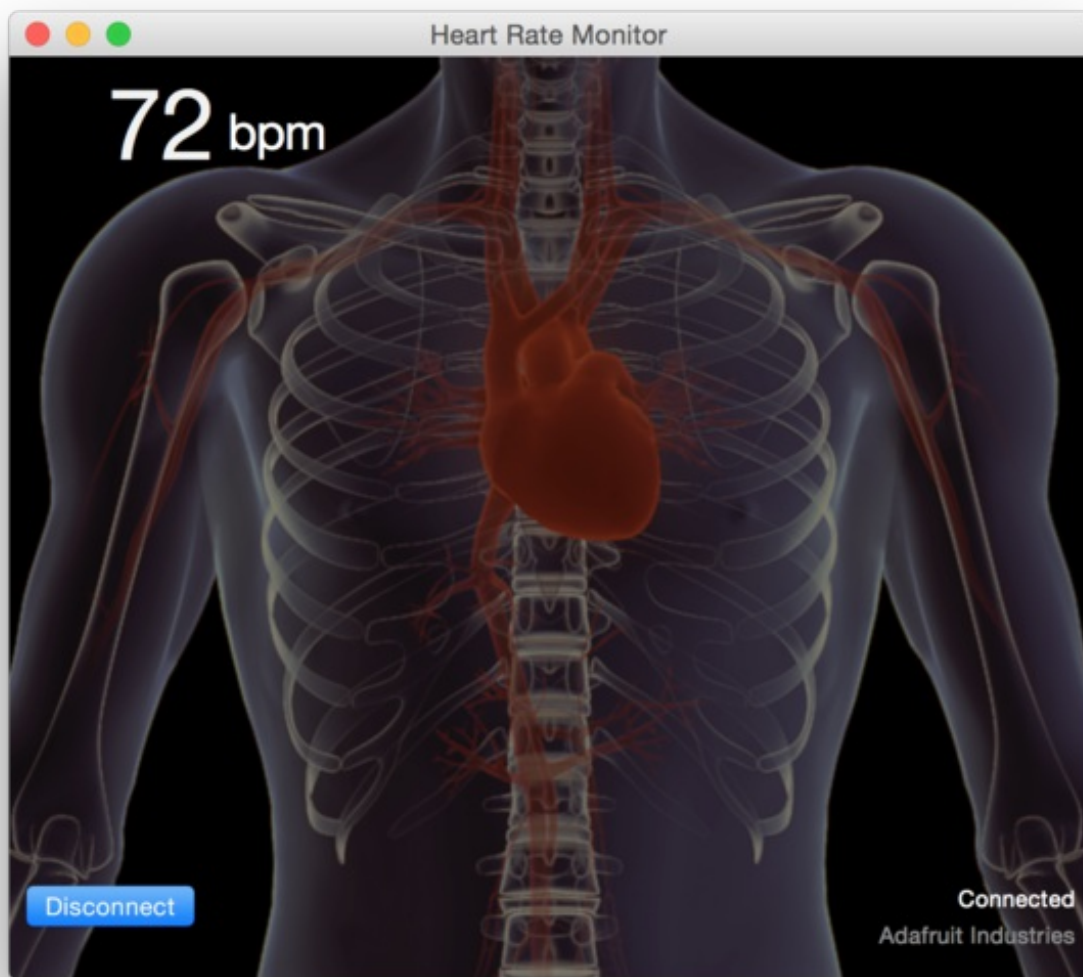 Heart Rate Monitor
72 bpm
Disconnect
Connected
Adafruit Industries